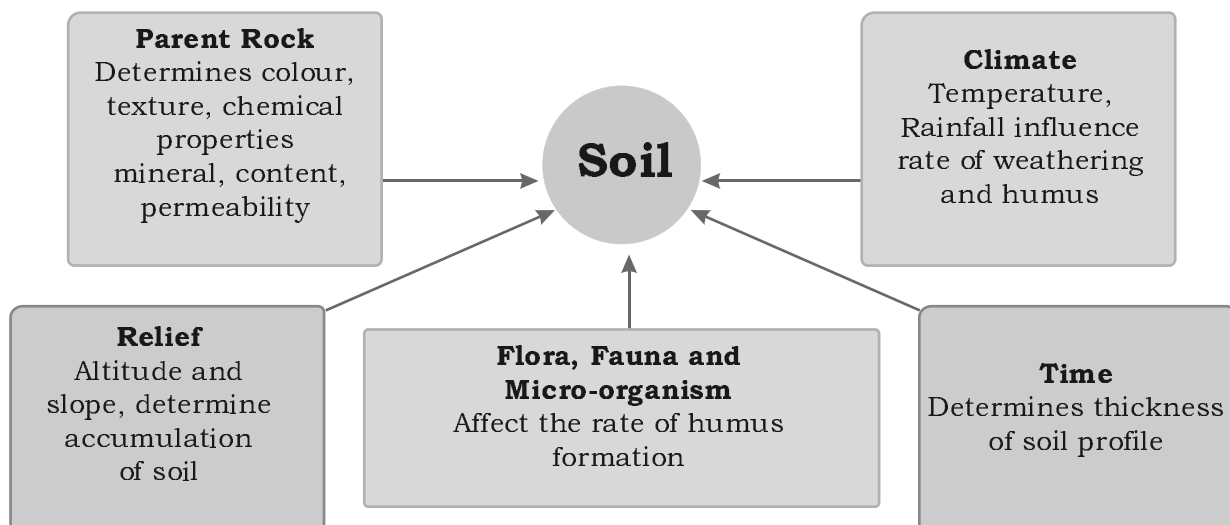 Parent Rock
Determines colour,
texture, chemical
properties
mineral, content,
permeability
Soil
Climate
Temperature,
Rainfall influence
rate of weathering
and humus
Relief
Altitude and
slope, determine
accumulation
of soil
Flora, Fauna and
Micro-organism
Affect the rate of humus
formation
Time
Determines thickness
of soil profile